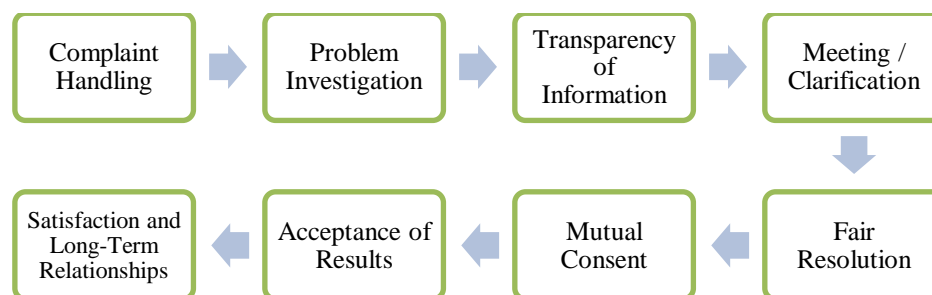 Complaint
Handling
Problem
Investigation
Transparency
of
Information
Meeting /
Clarification
Fair
Resolution
Mutual
Consent
Acceptance of
Results
Satisfaction and
Long-Term
Relationships